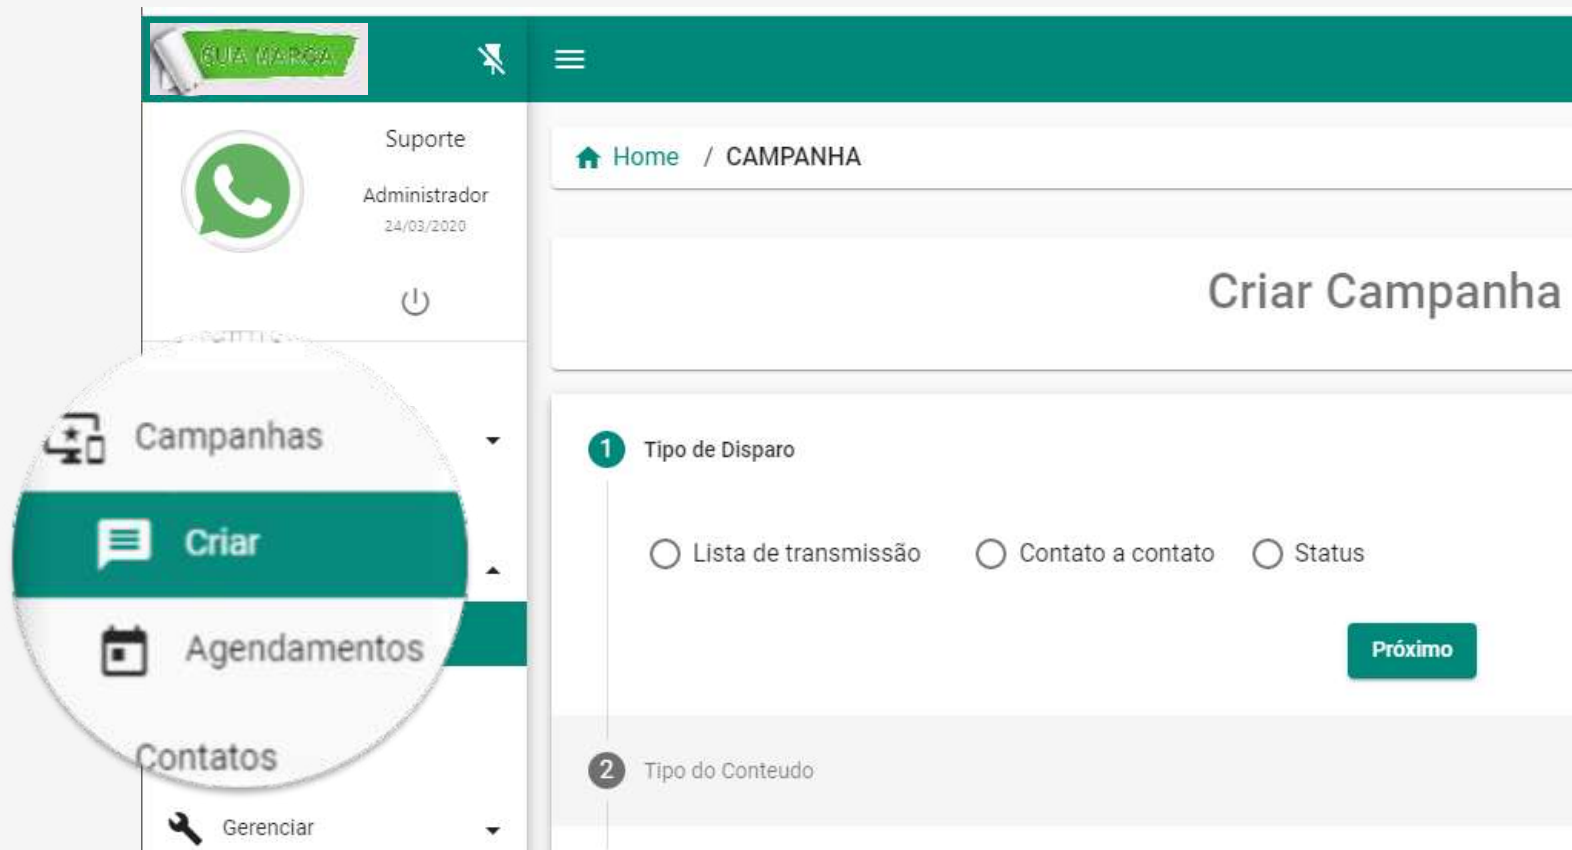 SUA MARCA
Suporte
Administrador
24/03/2020
Home / CAMPANHA
Criar Campanha
Campanhas
Criar
Agendamentos
Contatos
Gerenciar
1 Tipo de Disparo
Lista de transmissão
Contato a contato
Status
Próximo
2 Tipo do Conteudo